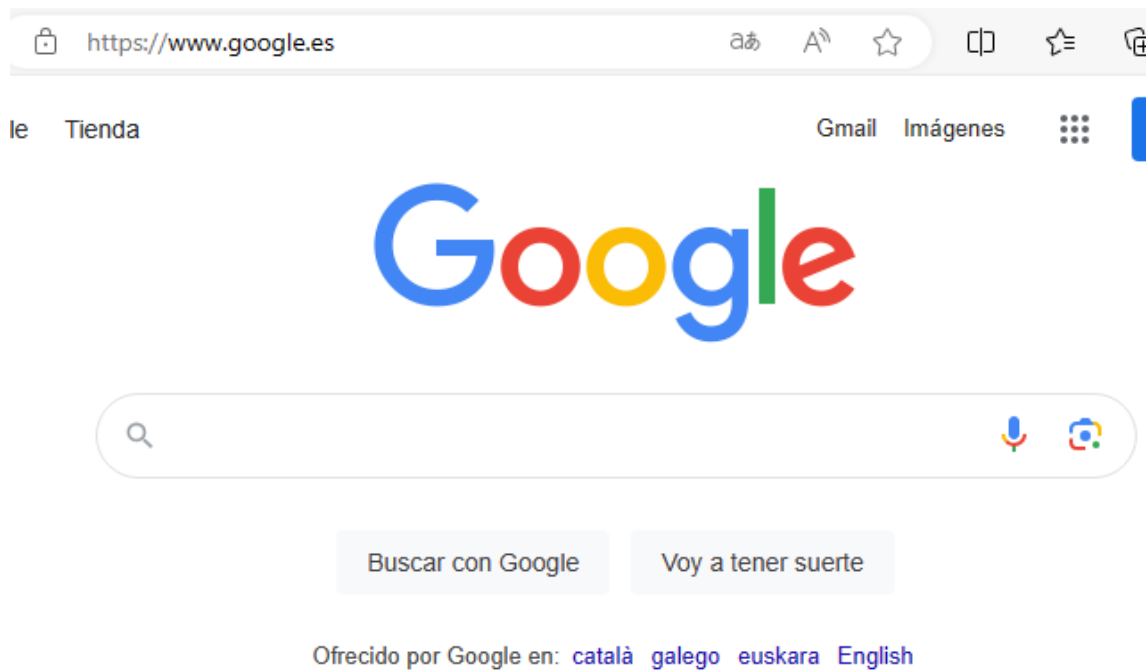 https://www.google.es
le Tienda Gmail Imágenes
Google
Buscar con Google Voy a tener suerte
Ofrecido por Google en: català galego euskara English